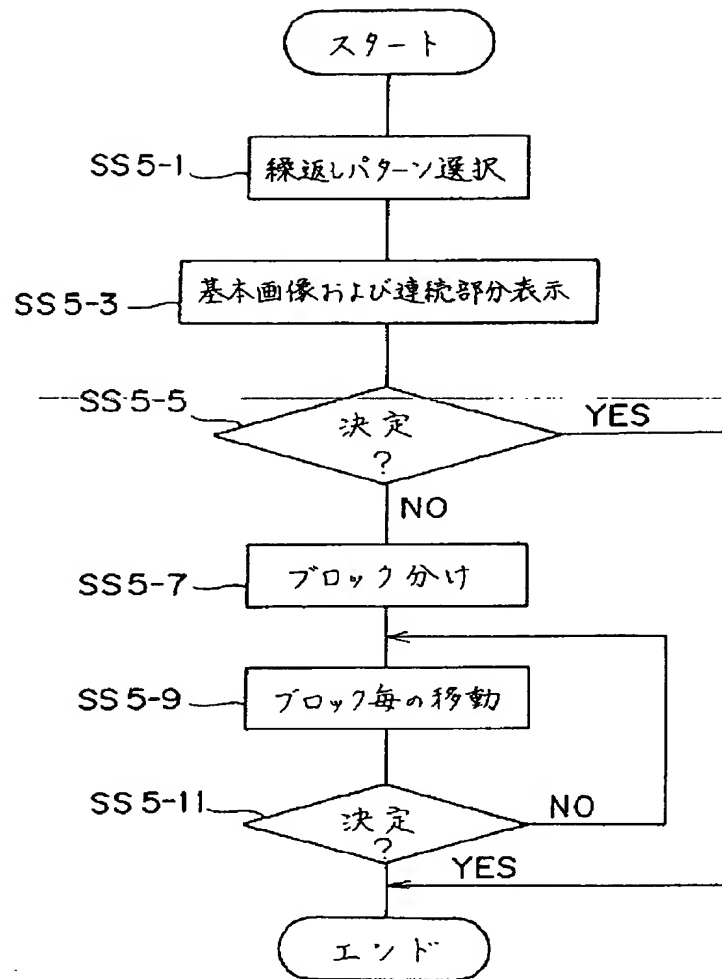 スタート
SS5-1
繰返しパターン選択
SS5-3
基本画像および連続部分表示
SS5-5
決定
?
YES
NO
SS5-7
ブロック分け
SS5-9
ブロック毎の移動
SS5-11
決定
?
NO
YES
エンド